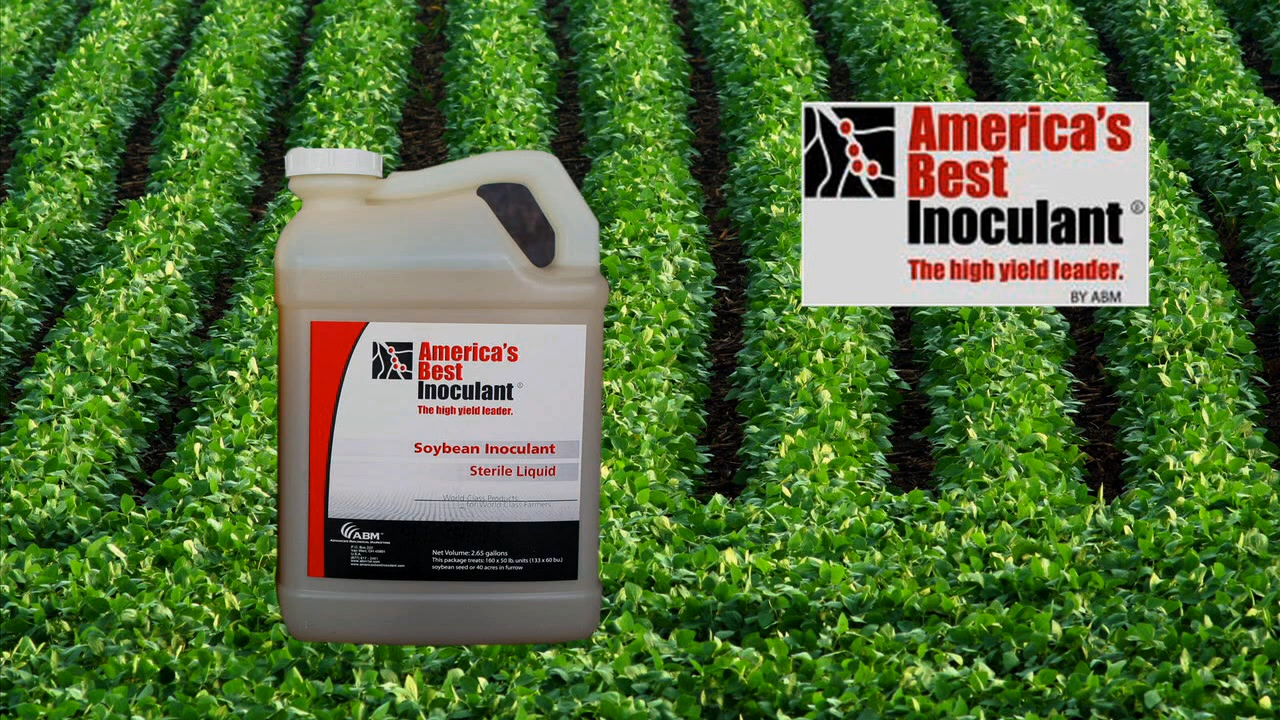 America's
Best
Inoculant ®
The high yield leader.
BY ABM
America's
Best
Inoculant ®
The high yield leader.
Soybean Inoculant
Sterile Liquid
World Class Products
for World Class Farmers
ABM™
Net Volume: 2.65 gallons
This package treats: 160 x 50 lb. units (133 x 60 bu.)
soybean seed or 40 acres in furrow